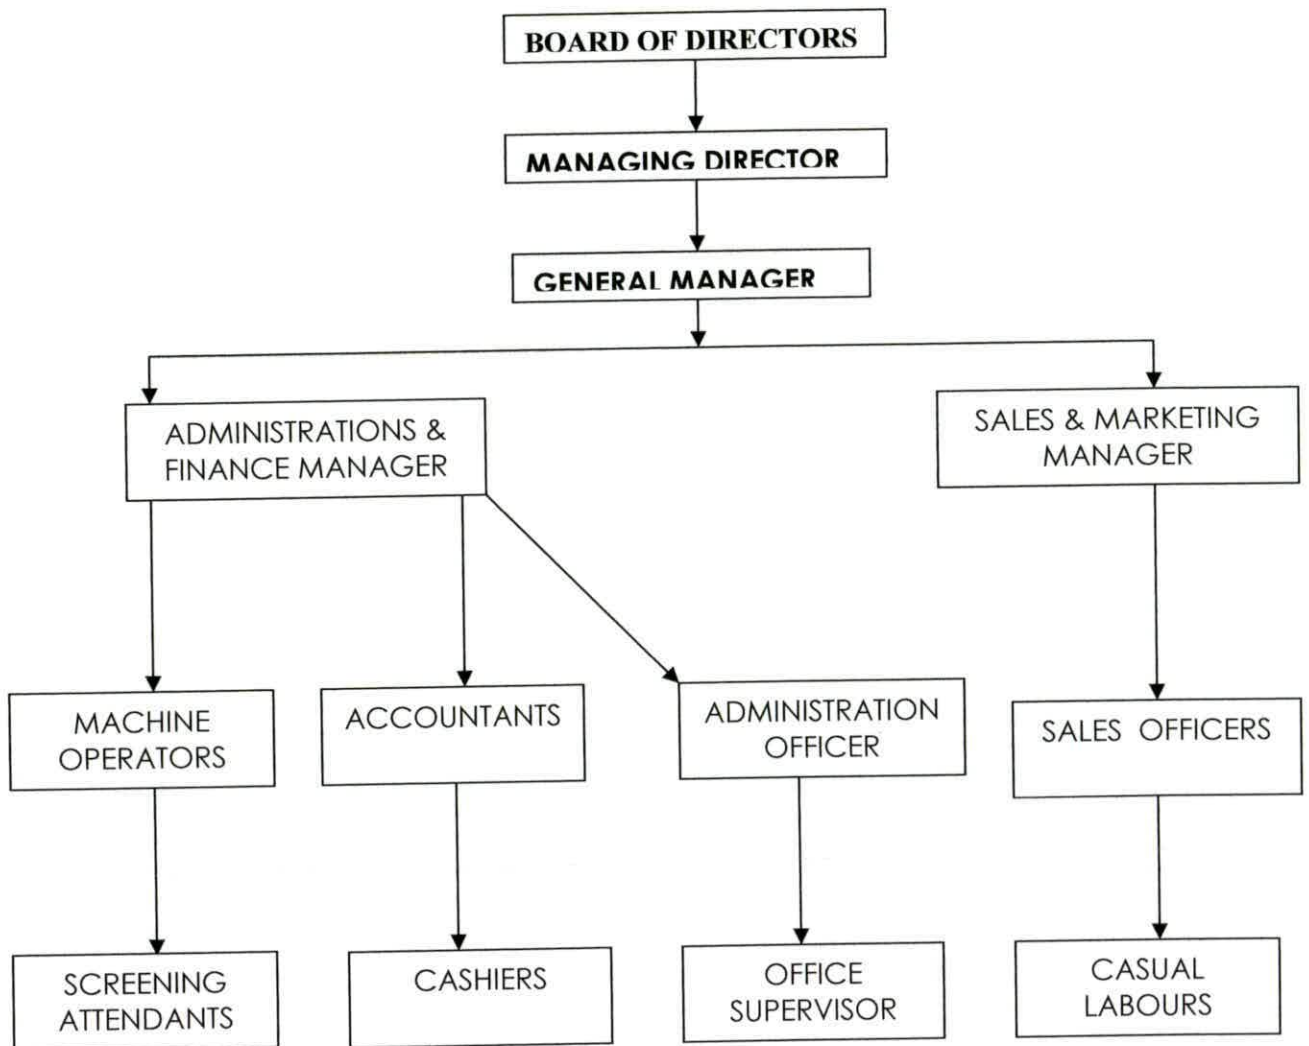 BOARD OF DIRECTORS
MANAGING DIRECTOR
GENERAL MANAGER
ADMINISTRATIONS &
FINANCE MANAGER
SALES & MARKETING
MANAGER
MACHINE
OPERATORS
ACCOUNTANTS
ADMINISTRATION
OFFICER
SALES OFFICERS
SCREENING
ATTENDANTS
CASHIERS
OFFICE
SUPERVISOR
CASUAL
LABOURS